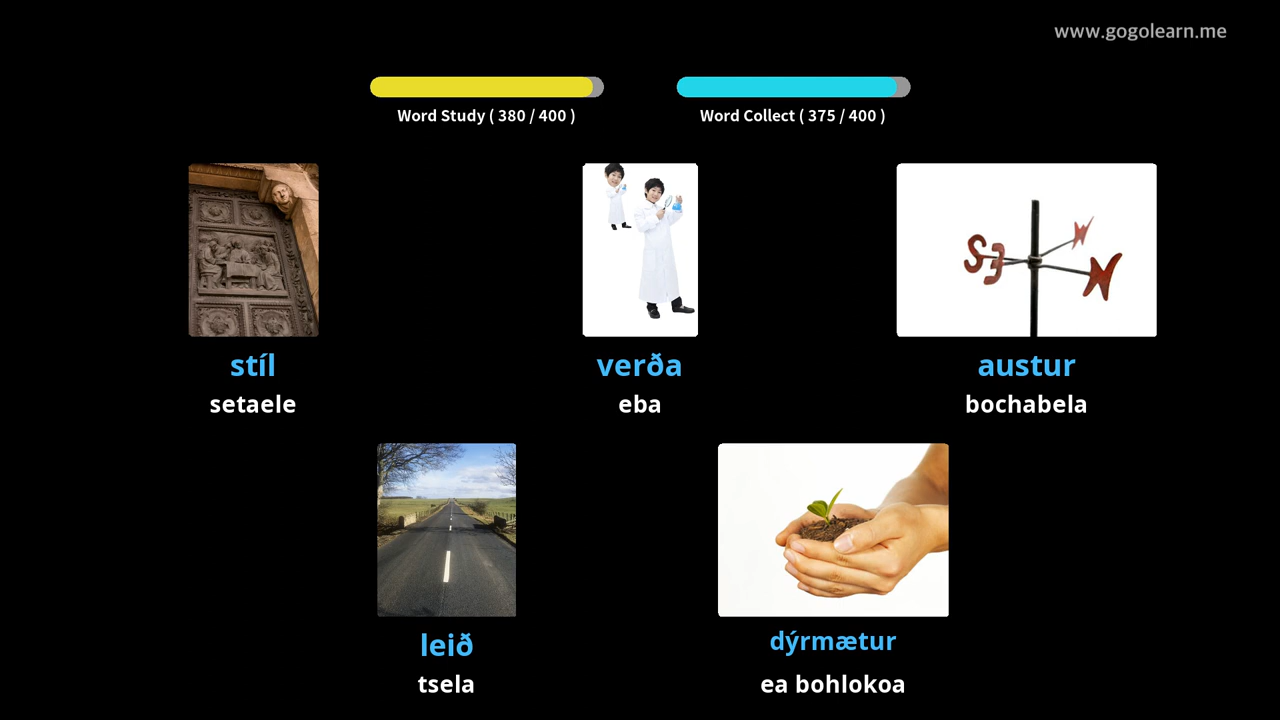 www.gogolearn.me
Word Study ( 380 / 400 )
Word Collect ( 375 / 400 )
stíl
setaele
verða
eba
austur
bochabela
leið
tsela
dýrmætur
ea bohlokoa